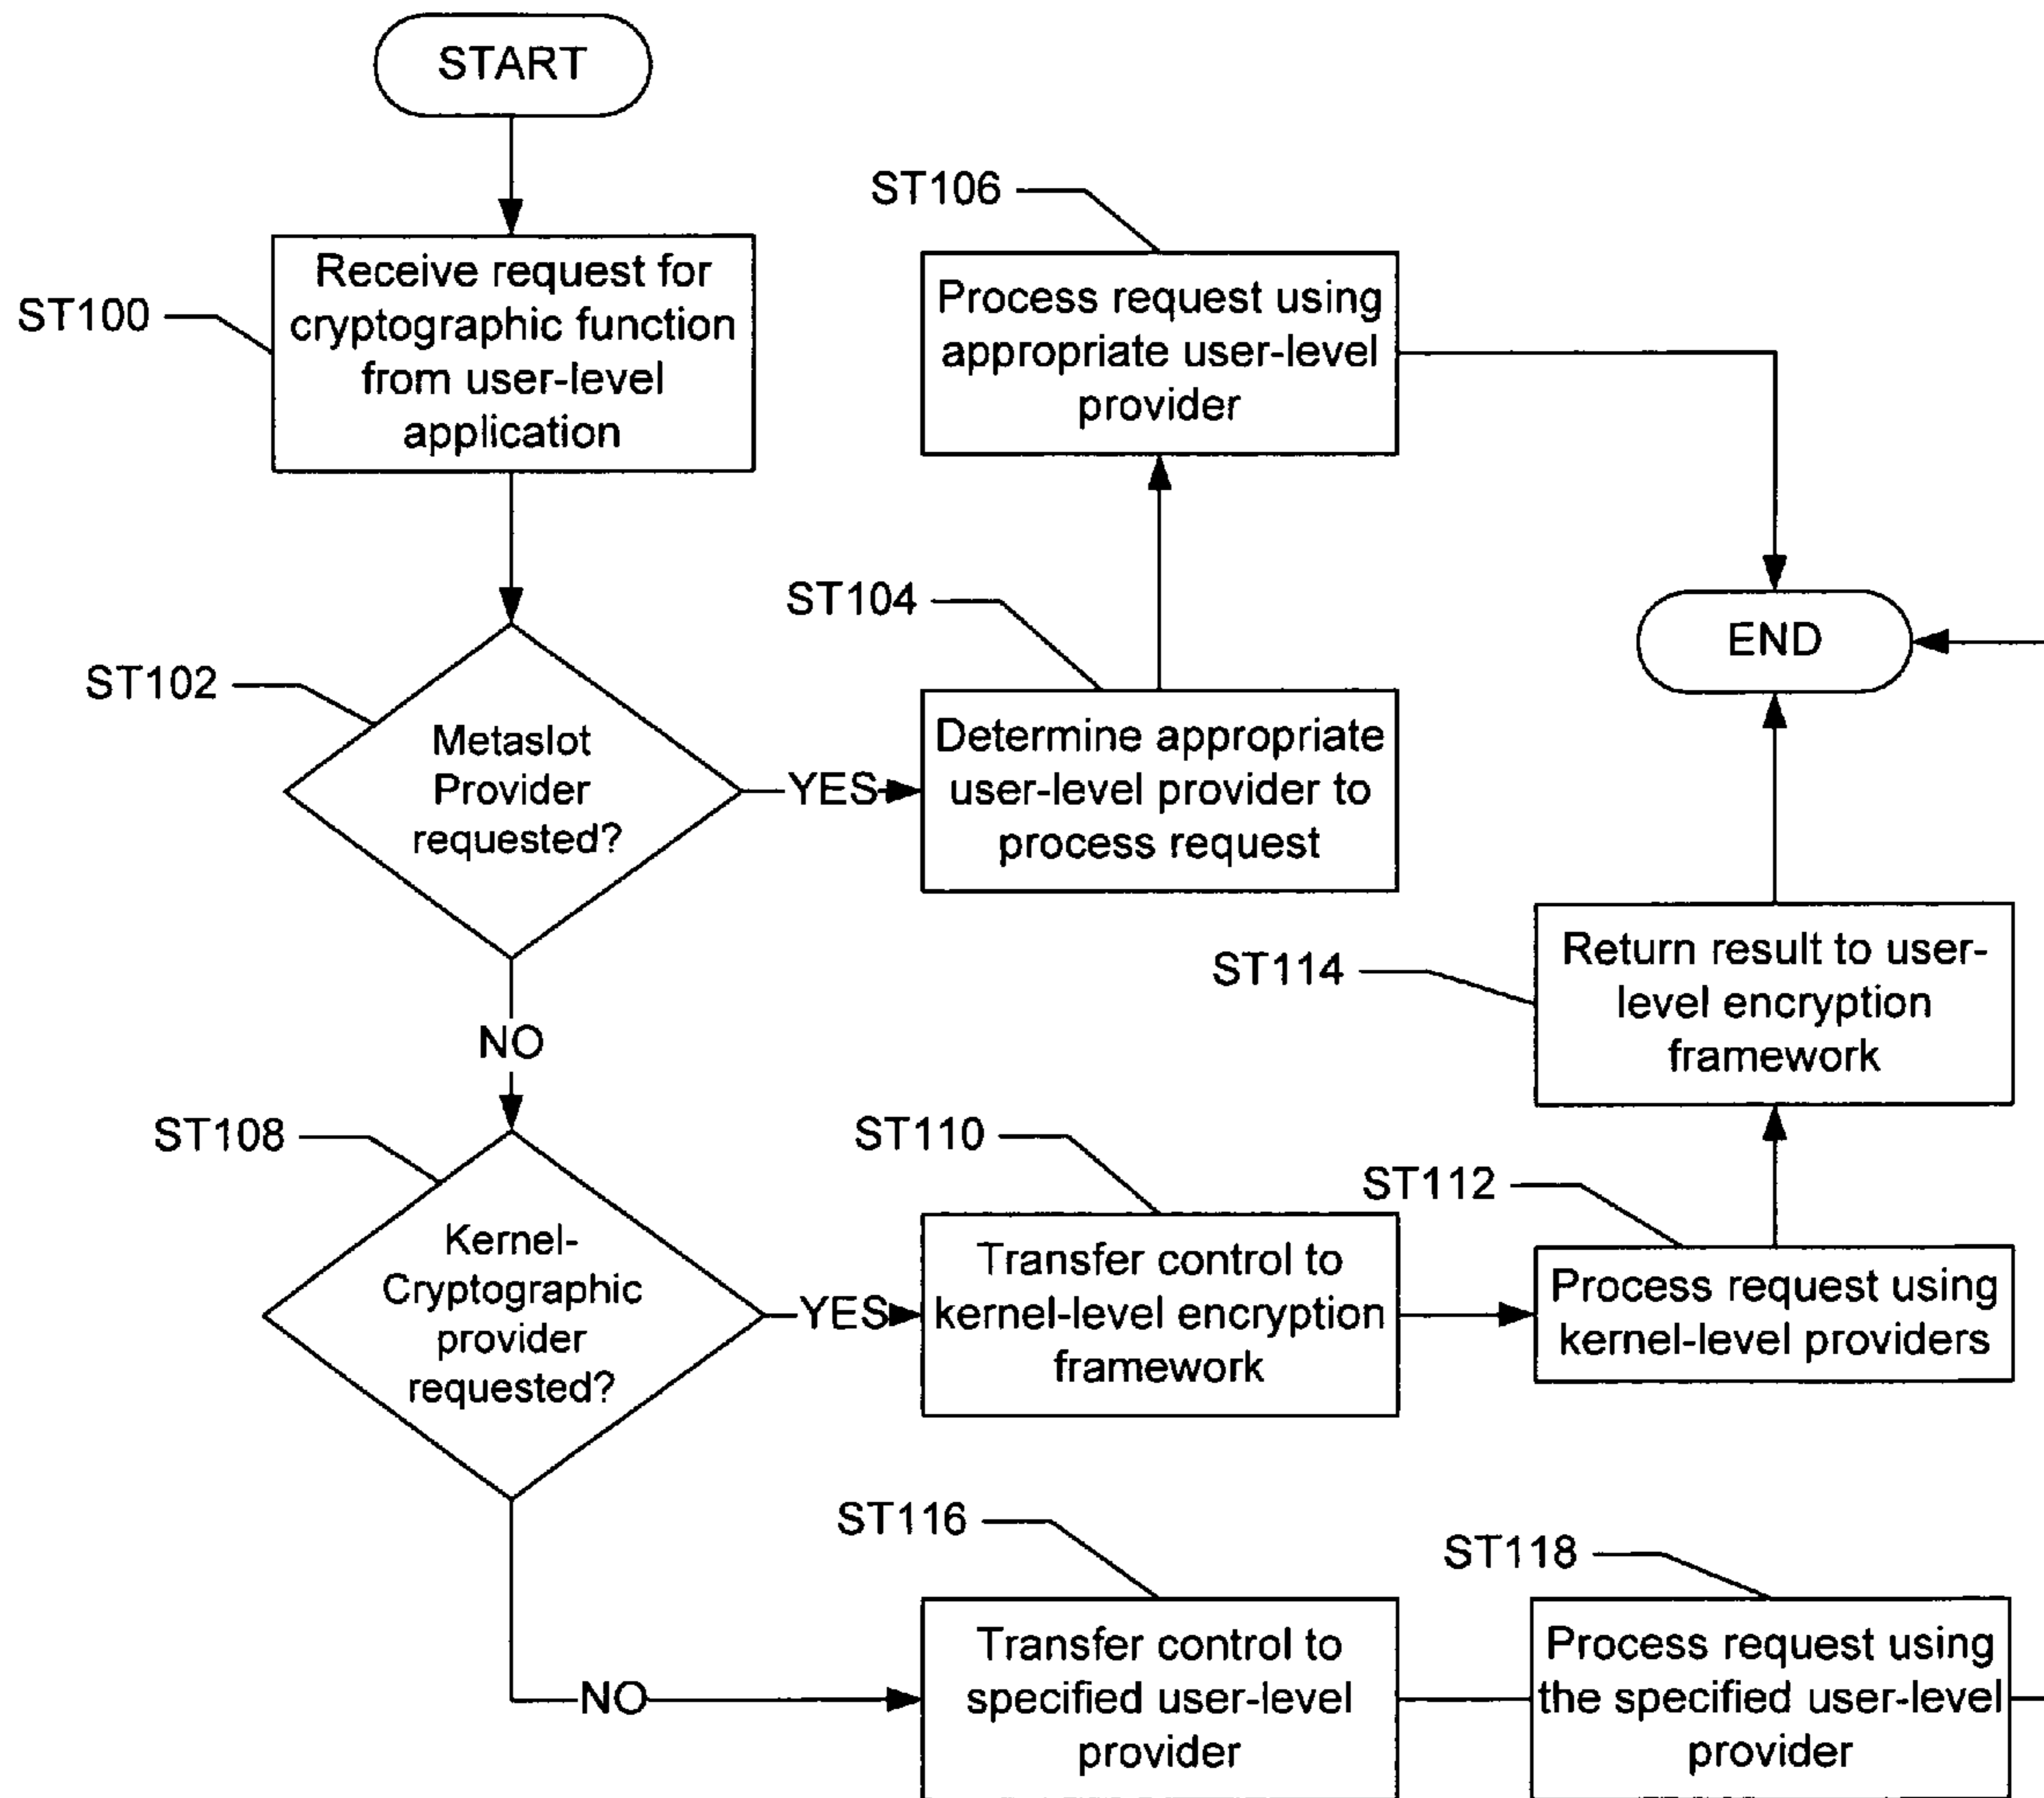 START
ST100
Receive request for
cryptographic function
from user-level
application
ST102
Metaslot
Provider
requested?
YES
ST104
Determine appropriate
user-level provider to
process request
ST106
Process request using
appropriate user-level
provider
END
NO
ST108
Kernel-
Cryptographic
provider
requested?
YES
ST110
Transfer control to
kernel-level encryption
framework
ST112
Process request using
kernel-level providers
ST114
Return result to user-
level encryption
framework
NO
ST116
Transfer control to
specified user-level
provider
ST118
Process request using
the specified user-level
provider